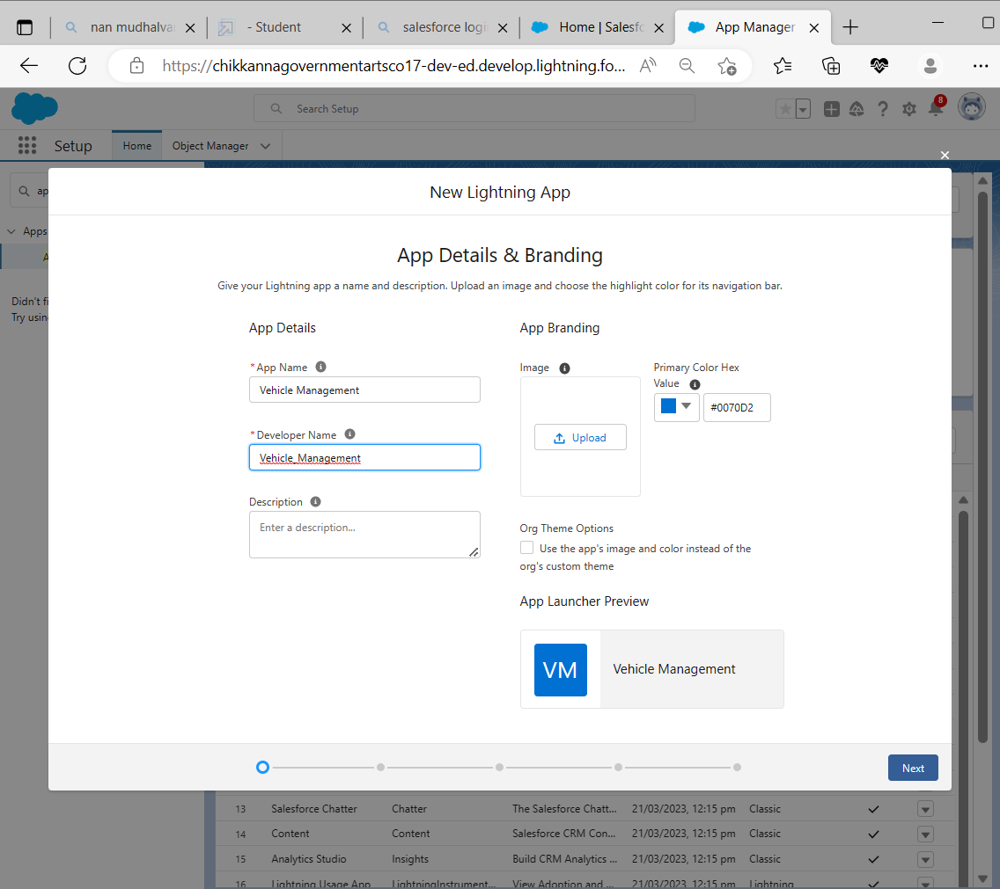 nan mudhalva
- Student
salesforce logi
Home | Salesfo
App Manager
https://chikkannagovernmentartsco17-dev-ed.develop.lightning.fo...
Search Setup
8
Setup
Home
Object Manager
ap
Apps
A
Didn't fi
Try usin
New Lightning App
App Details & Branding
Give your Lightning app a name and description. Upload an image and choose the highlight color for its navigation bar.
App Details
*App Name
Vehicle Management
*Developer Name
Vehicle_Management
Description
Enter a description...
App Branding
Image
Upload
Primary Color Hex
Value
#0070D2
Org Theme Options
Use the app's image and color instead of the
org's custom theme
App Launcher Preview
VM
Vehicle Management
Next
13 Salesforce Chatter Chatter The Salesforce Chatt... 21/03/2023, 12:15 pm Classic
14 Content Content Salesforce CRM Con... 21/03/2023, 12:15 pm Classic
15 Analytics Studio Insights Build CRM Analytics ... 21/03/2023, 12:15 pm Classic
16 Lightning Usage App LightningInstrument... View Adoption and ... 21/03/2023, 12:15 pm Lightning